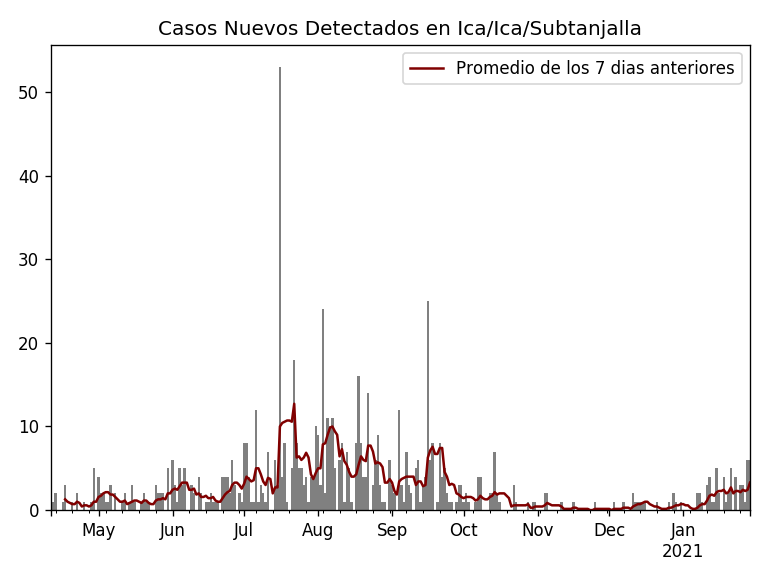 Casos Nuevos Detectados en Ica/Ica/Subtanjalla
Promedio de los 7 dias anteriores
50
40
30
20
10
0
May Jun Jul Aug Sep Oct Nov Dec Jan
2021